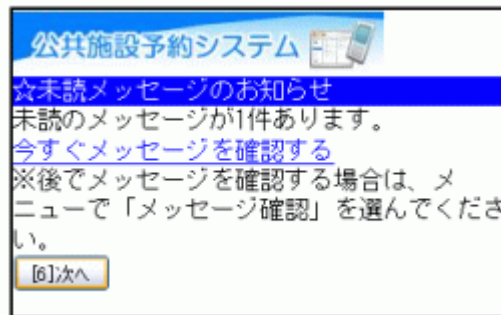 公共施設予約システム
☆未読メッセージのお知らせ
未読のメッセージが1件あります。
今すぐメッセージを確認する
※後でメッセージを確認する場合は、メ
ニューで「メッセージ確認」を選んでくださ
い。
[6]次へ